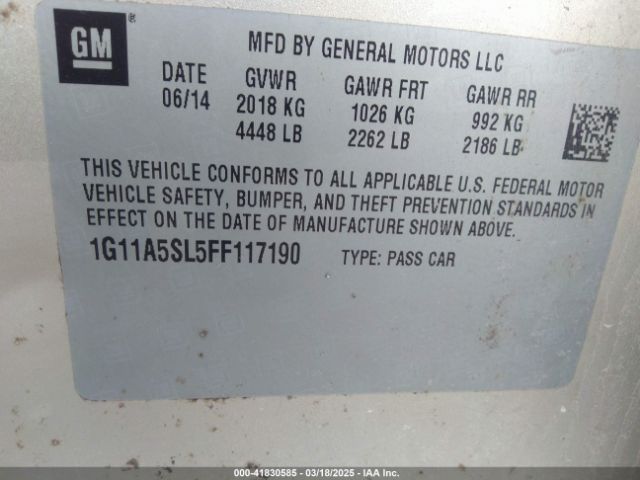 GM ®
MFD BY GENERAL MOTORS LLC
DATE GVWR GAWR FRT GAWR RR
06/14 2018 KG 1026 KG 992 KG
4448 LB 2262 LB 2186 LB
THIS VEHICLE CONFORMS TO ALL APPLICABLE U.S. FEDERAL MOTOR
VEHICLE SAFETY, BUMPER, AND THEFT PREVENTION STANDARDS IN
EFFECT ON THE DATE OF MANUFACTURE SHOWN ABOVE.
1G11A5SL5FF117190 TYPE: PASS CAR
000-41830585 | 03/18/2025 - IAA Inc.